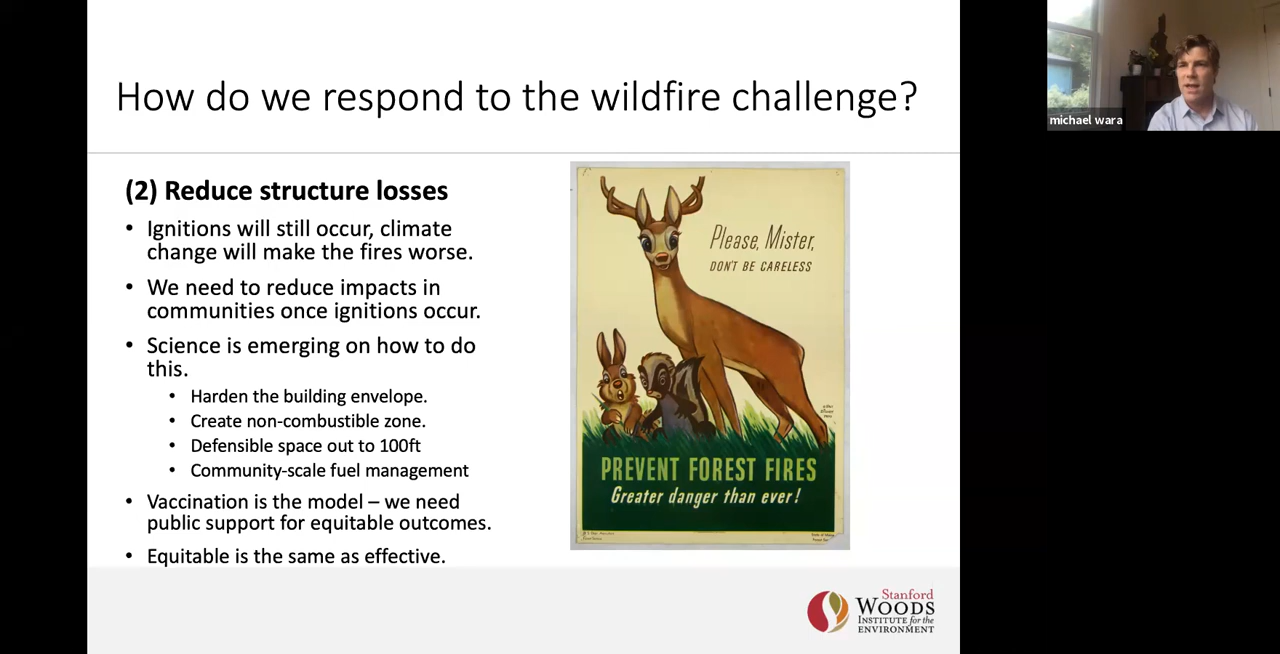 How do we respond to the wildfire challenge?
michael wara
(2) Reduce structure losses
• Ignitions will still occur, climate
change will make the fires worse.
• We need to reduce impacts in
communities once ignitions occur.
• Science is emerging on how to do
this.
• Harden the building envelope.
• Create non-combustible zone.
• Defensible space out to 100ft
• Community-scale fuel management
• Vaccination is the model – we need
public support for equitable outcomes.
• Equitable is the same as effective.
Please, Mister,
DON'T BE CARELESS
PREVENT FOREST FIRES
Greater danger than ever!
Stanford
WOODS
INSTITUTE for the
ENVIRONMENT